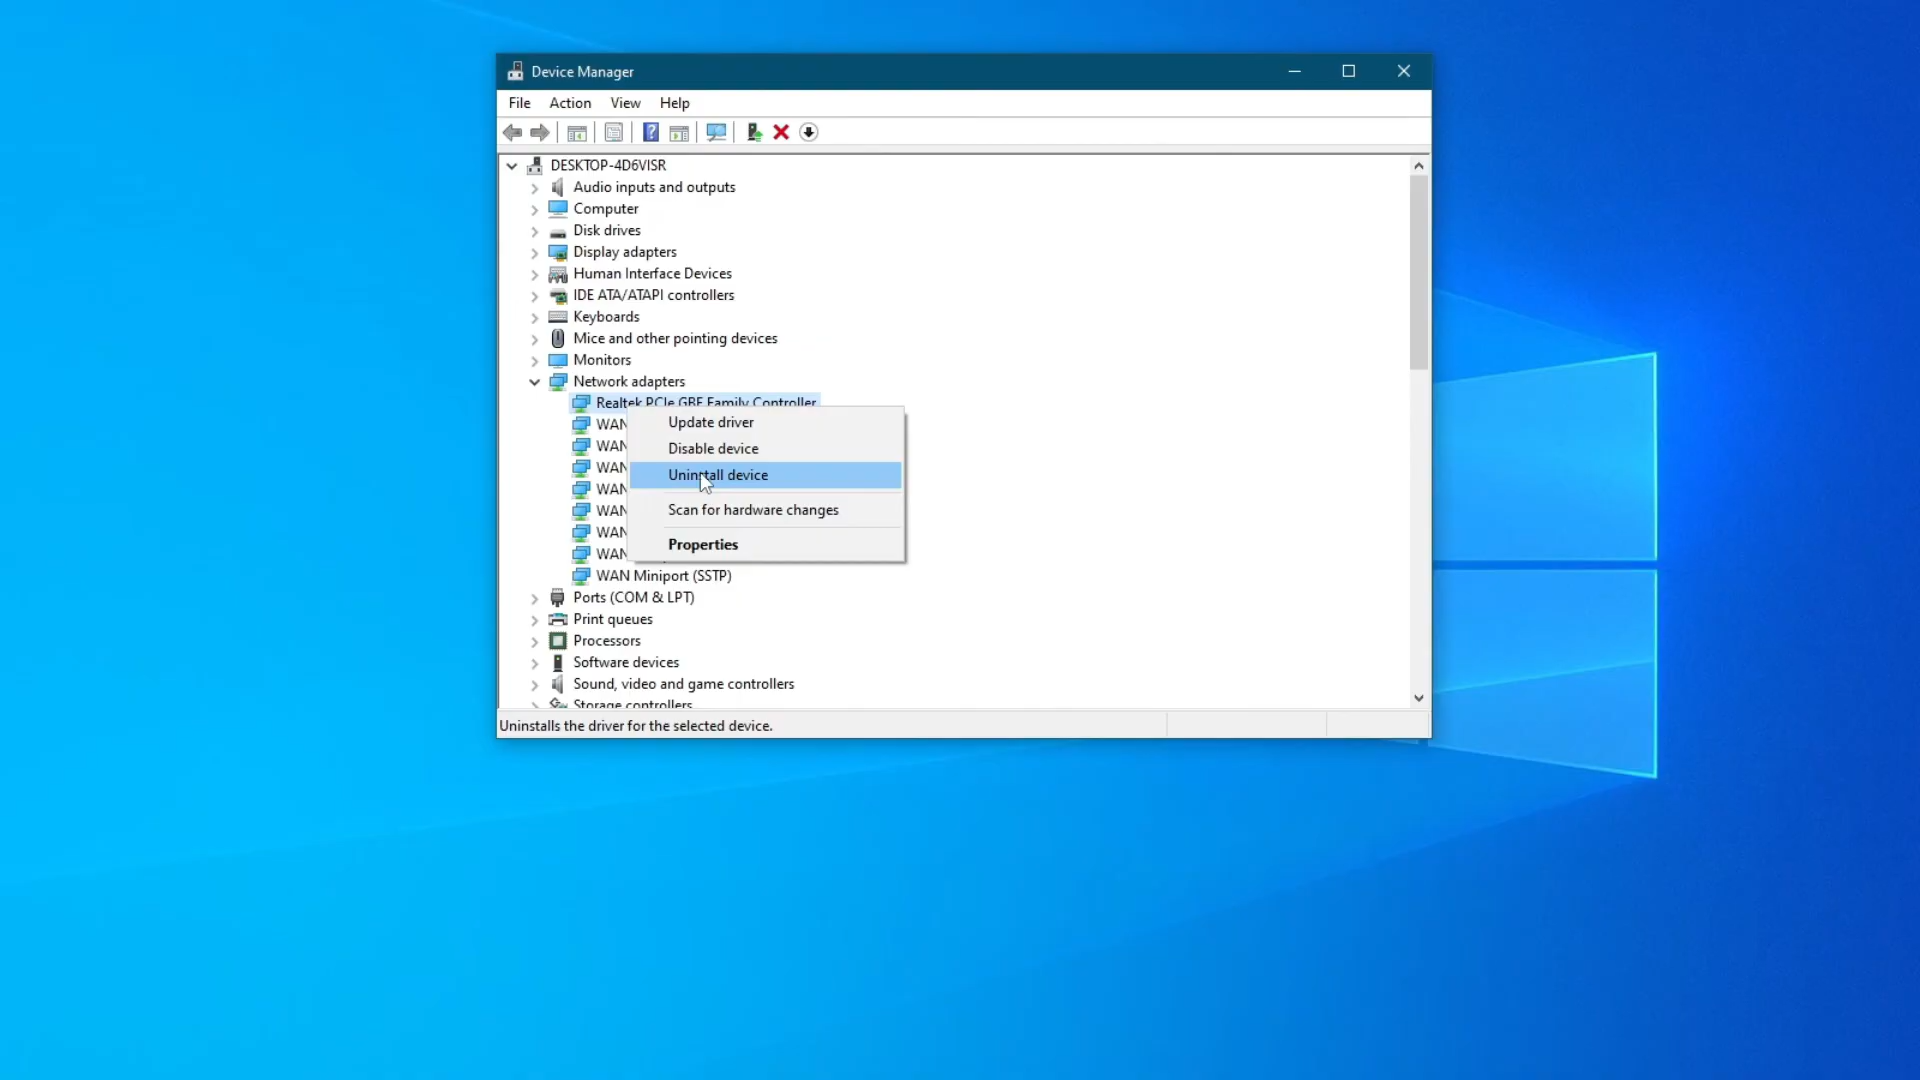 Device Manager
File Action View Help
DESKTOP-4D6VISR
Audio inputs and outputs
Computer
Disk drives
Display adapters
Human Interface Devices
IDE ATA/ATAPI controllers
Keyboards
Mice and other pointing devices
Monitors
Network adapters
Realtek PCIe GBE Family Controller
WAN
Update driver
WAN
Disable device
WAN
Uninstall device
WAN
WAN
Scan for hardware changes
WAN
WAN
Properties
WAN Miniport (SSTP)
Ports (COM & LPT)
Print queues
Processors
Software devices
Sound, video and game controllers
Storage controllers
Uninstalls the driver for the selected device.